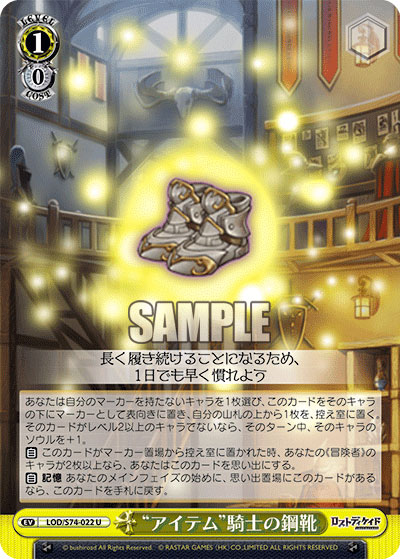 LEVEL
1
0
COST
SAMPLE
長く履き続けることになるため、
1日でも早く慣れよう
あなたは自分のマーカーを持たないキャラを1枚選び、このカードをそのキャラ
の下にマーカーとして表向きに置き、自分の山札の上から1枚を、控え室に置く。
そのカードがレベル2以上のキャラでないなら、そのターン中、そのキャラの
ソウルを+1。
このカードがマーカー置場から控え室に置かれた時、あなたの《冒険者》の
キャラが2枚以上なら、あなたはこのカードを思い出にする。
記憶 あなたのメインフェイズの始めに、思い出置場にこのカードがある
なら、このカードを手札に戻す。
EV LOD/S74-022 U
“アイテム”騎士の鋼靴
ロストディケイド
© bushiroad All Rights Reserved. © RASTAR GAMES (HK) CO.,LIMITED ALL RIGHTS RESERVED.